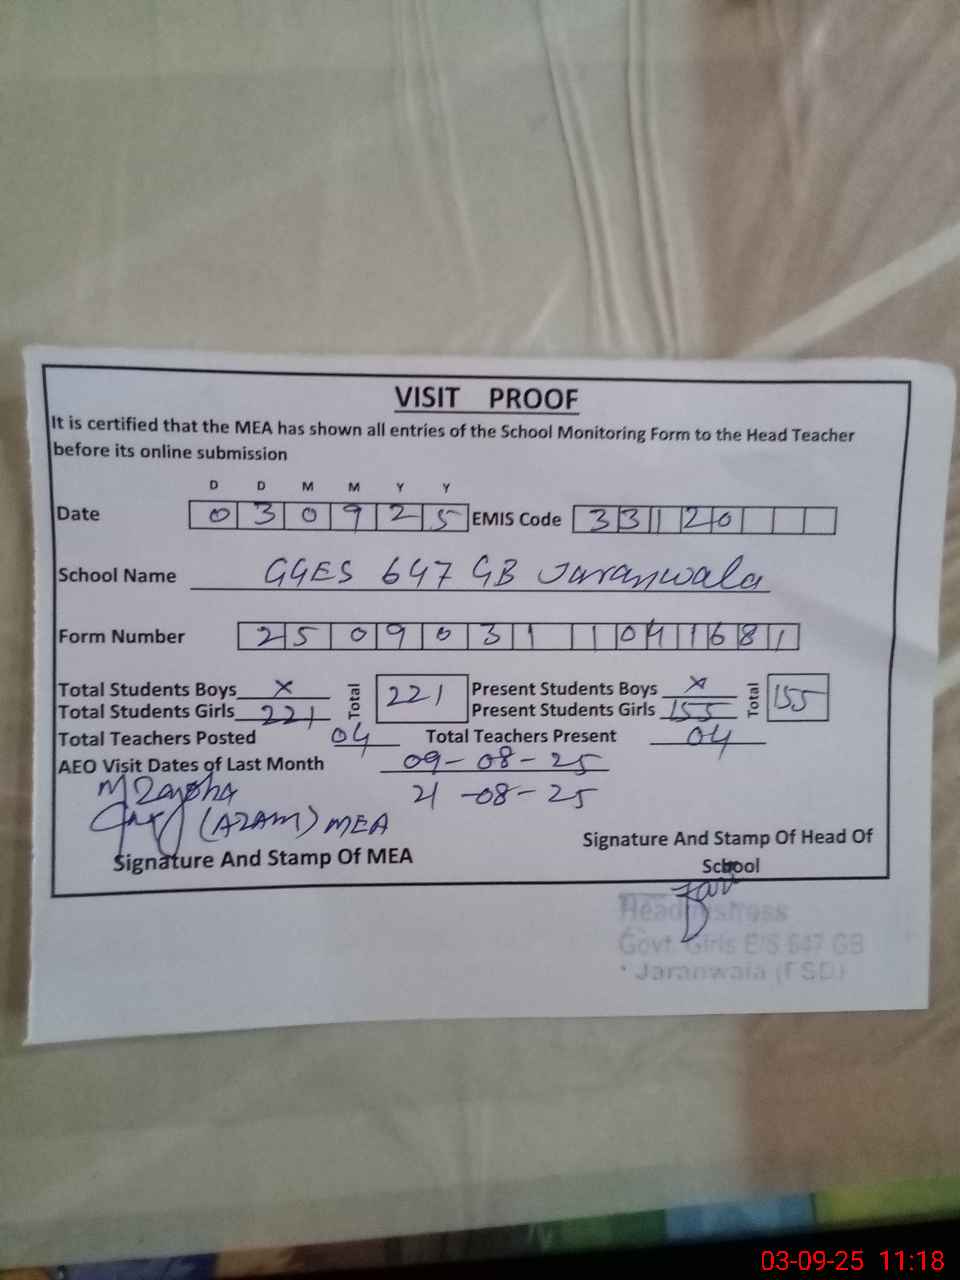 VISIT PROOF
It is certified that the MEA has shown all entries of the School Monitoring Form to the Head Teacher
before its online submission
D D M M Y Y
Date 0 3 0 9 2 5 EMIS Code 3 3 1 2 0
School Name GGES 647 GB Jaranwala
Form Number 2 5 0 9 0 3 1 1 0 4 1 6 8 1
Total Students Boys x Total 221 Present Students Boys x Total 155
Total Students Girls 221 Present Students Girls 155
Total Teachers Posted 04 Total Teachers Present 04
AEO Visit Dates of Last Month 09-08-25
21-08-25
(AZAM) MEA
Signature And Stamp Of MEA
Signature And Stamp Of Head Of
School
Headmistress
Govt. Girls E/S 647 GB
Jaranwala (FSD)
03-09-25 11:18